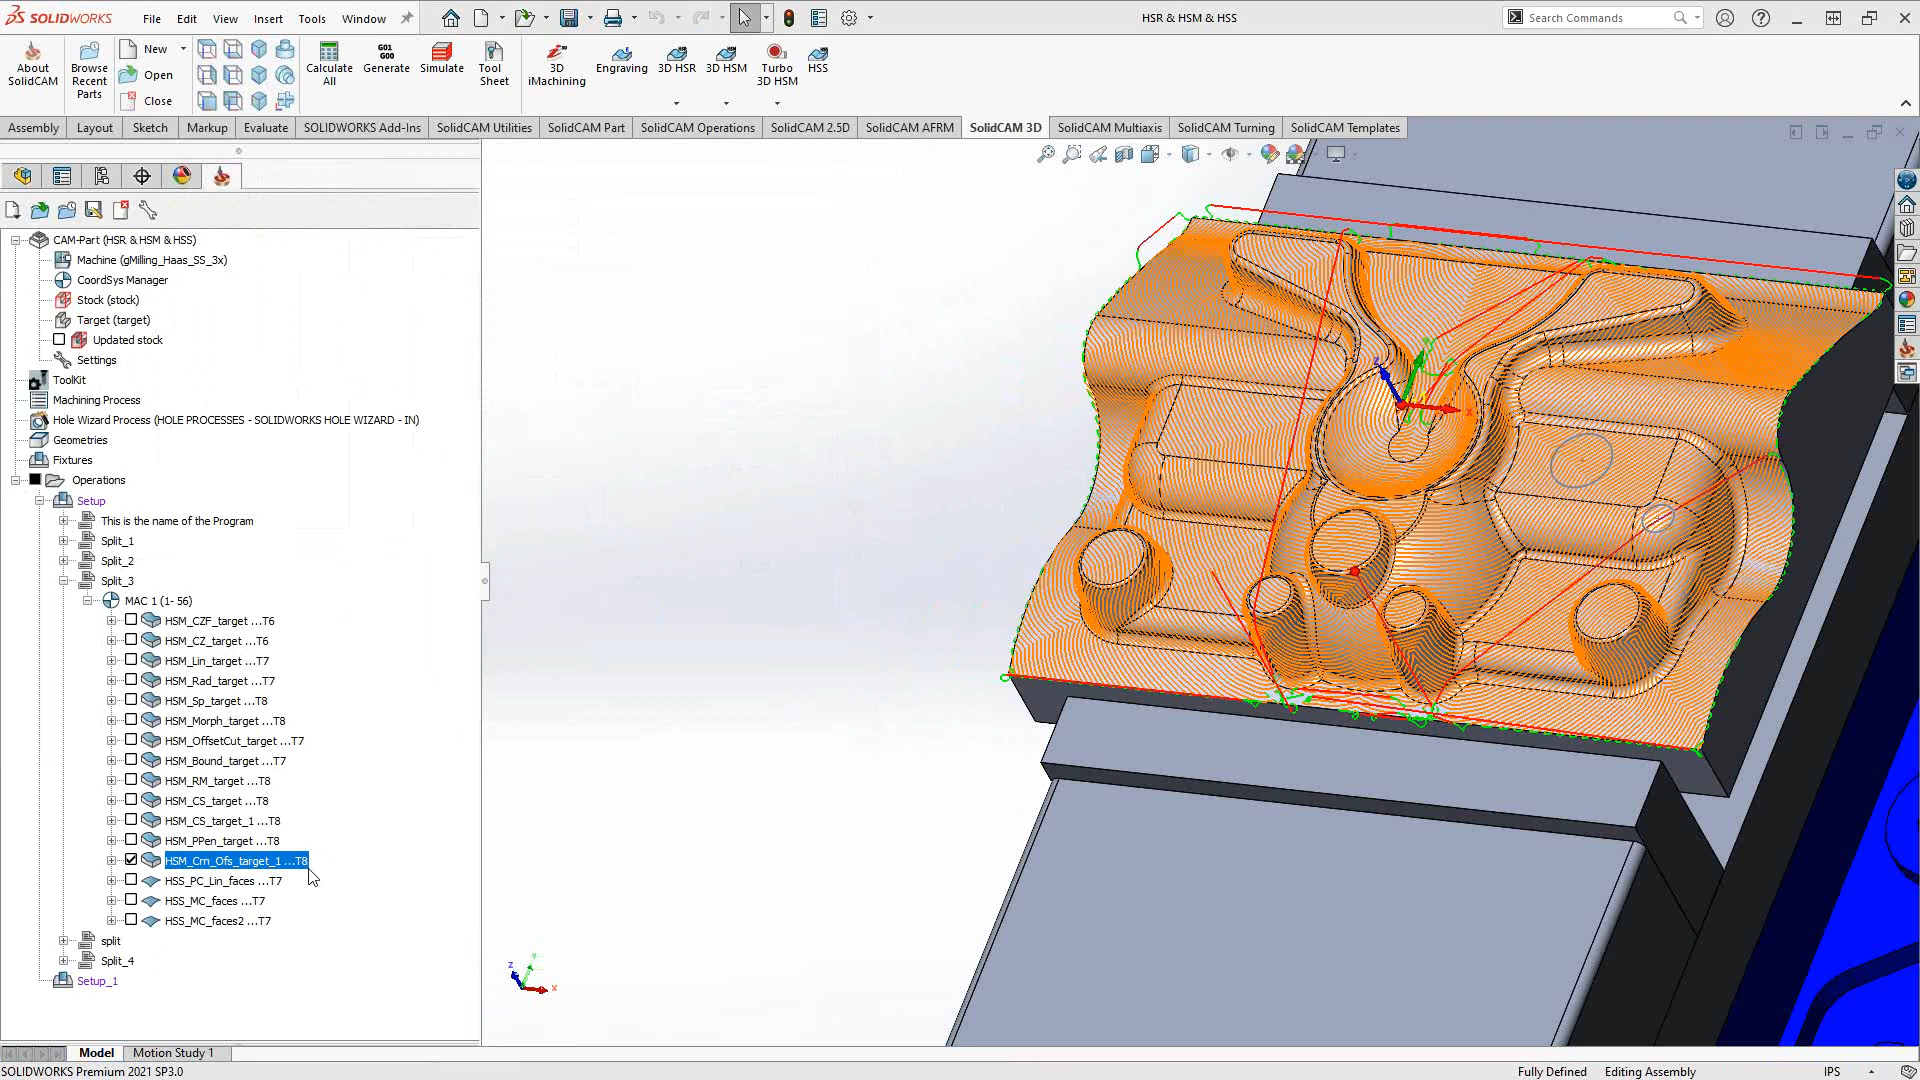 SOLIDWORKS File Edit View Insert Tools Window HSR & HSM & HSS Search Commands
About SolidCAM
Browse Recent Parts
New
Open
Close
Calculate All
G01 G00
Generate
Simulate
Tool Sheet
3D iMachining
Engraving
3D HSR
3D HSM
Turbo 3D HSM
HSS
Assembly Layout Sketch Markup Evaluate SOLIDWORKS Add-Ins SolidCAM Utilities SolidCAM Part SolidCAM Operations SolidCAM 2.5D SolidCAM AFRM SolidCAM 3D SolidCAM Multiaxis SolidCAM Turning SolidCAM Templates
CAM-Part (HSR & HSM & HSS)
Machine (gMilling_Haas_SS_3x)
CoordSys Manager
Stock (stock)
Target (target)
Updated stock
Settings
ToolKit
Machining Process
Hole Wizard Process (HOLE PROCESSES - SOLIDWORKS HOLE WIZARD - IN)
Geometries
Fixtures
Operations
Setup
This is the name of the Program
Split_1
Split_2
Split_3
MAC 1 (1- 56)
HSM_CZF_target ...T6
HSM_CZ_target ...T6
HSM_Lin_target ...T7
HSM_Rad_target ...T7
HSM_Sp_target ...T8
HSM_Morph_target ...T8
HSM_OffsetCut_target ...T7
HSM_Bound_target ...T7
HSM_RM_target ...T8
HSM_CS_target ...T8
HSM_CS_target_1 ...T8
HSM_PPen_target ...T8
HSM_Crn_Ofs_target_1 ...T8
HSS_PC_Lin_faces ...T7
HSS_MC_faces ...T7
HSS_MC_faces2 ...T7
split
Split_4
Setup_1
Z
X
Z Y
X
Model Motion Study 1
SOLIDWORKS Premium 2021 SP3.0 Fully Defined Editing Assembly IPS